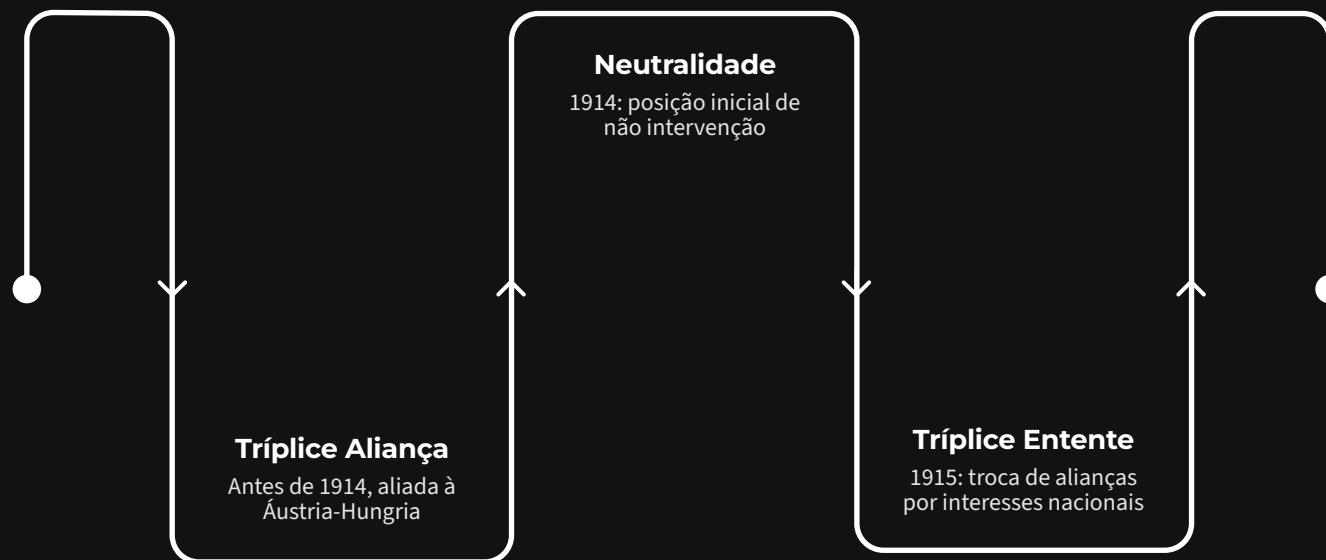 Tríplice Aliança
Antes de 1914, aliada à
Áustria-Hungria
Neutralidade
1914: posição inicial de
não intervenção
Tríplice Entente
1915: troca de alianças
por interesses nacionais